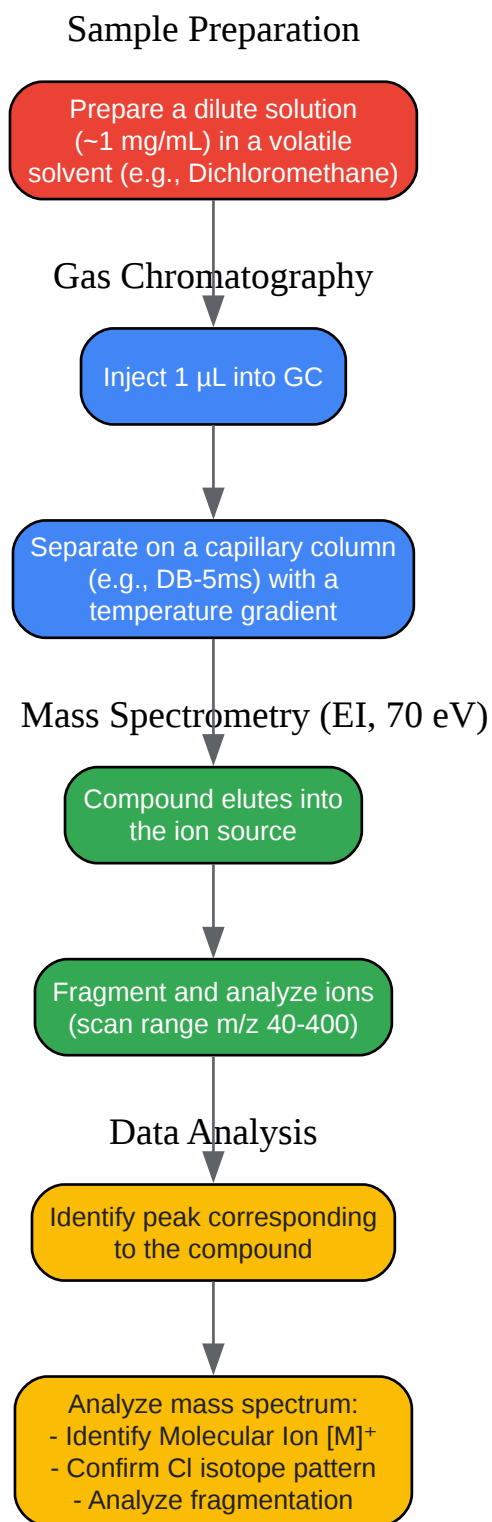 Sample Preparation
Prepare a dilute solution
(~1 mg/mL) in a volatile
solvent (e.g., Dichloromethane)
Gas Chromatography
Inject 1 µL into GC
Separate on a capillary column
(e.g., DB-5ms) with a
temperature gradient
Mass Spectrometry (EI, 70 eV)
Compound elutes into
the ion source
Fragment and analyze ions
(scan range m/z 40-400)
Data Analysis
Identify peak corresponding
to the compound
Analyze mass spectrum:
- Identify Molecular Ion [M]⁺
- Confirm Cl isotope pattern
- Analyze fragmentation